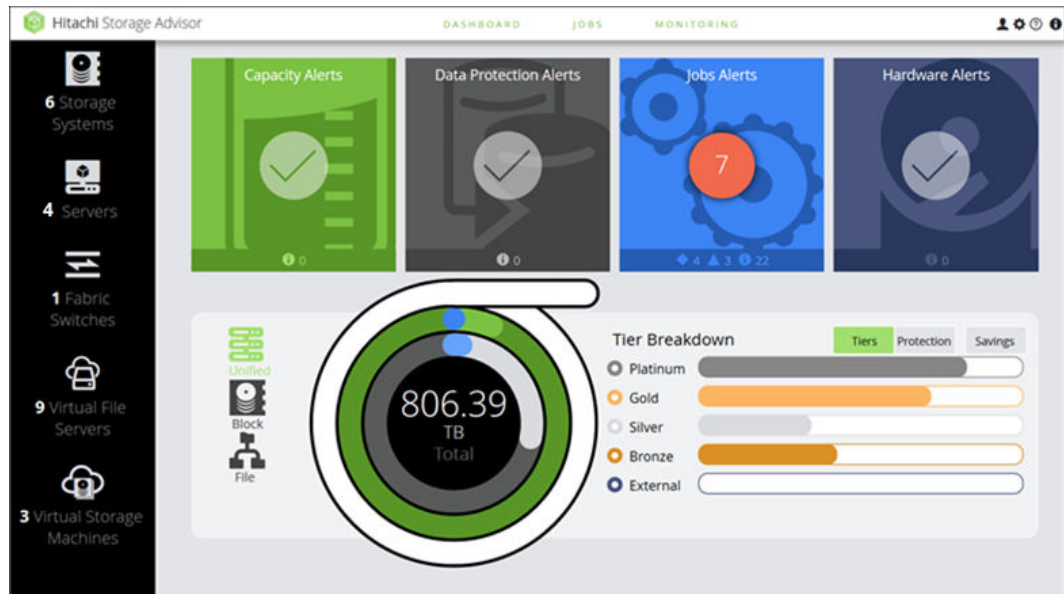 Hitachi Storage Advisor
DASHBOARD JOBS MONITORING
6 Storage
Systems
4 Servers
1 Fabric
Switches
9 Virtual File
Servers
3 Virtual Storage
Machines
Capacity Alerts
0
Data Protection Alerts
0
Jobs Alerts
7
4 3 22
Hardware Alerts
0
Unified
Block
File
806.39
TB
Total
Tier Breakdown
Tiers Protection Savings
Platinum
Gold
Silver
Bronze
External